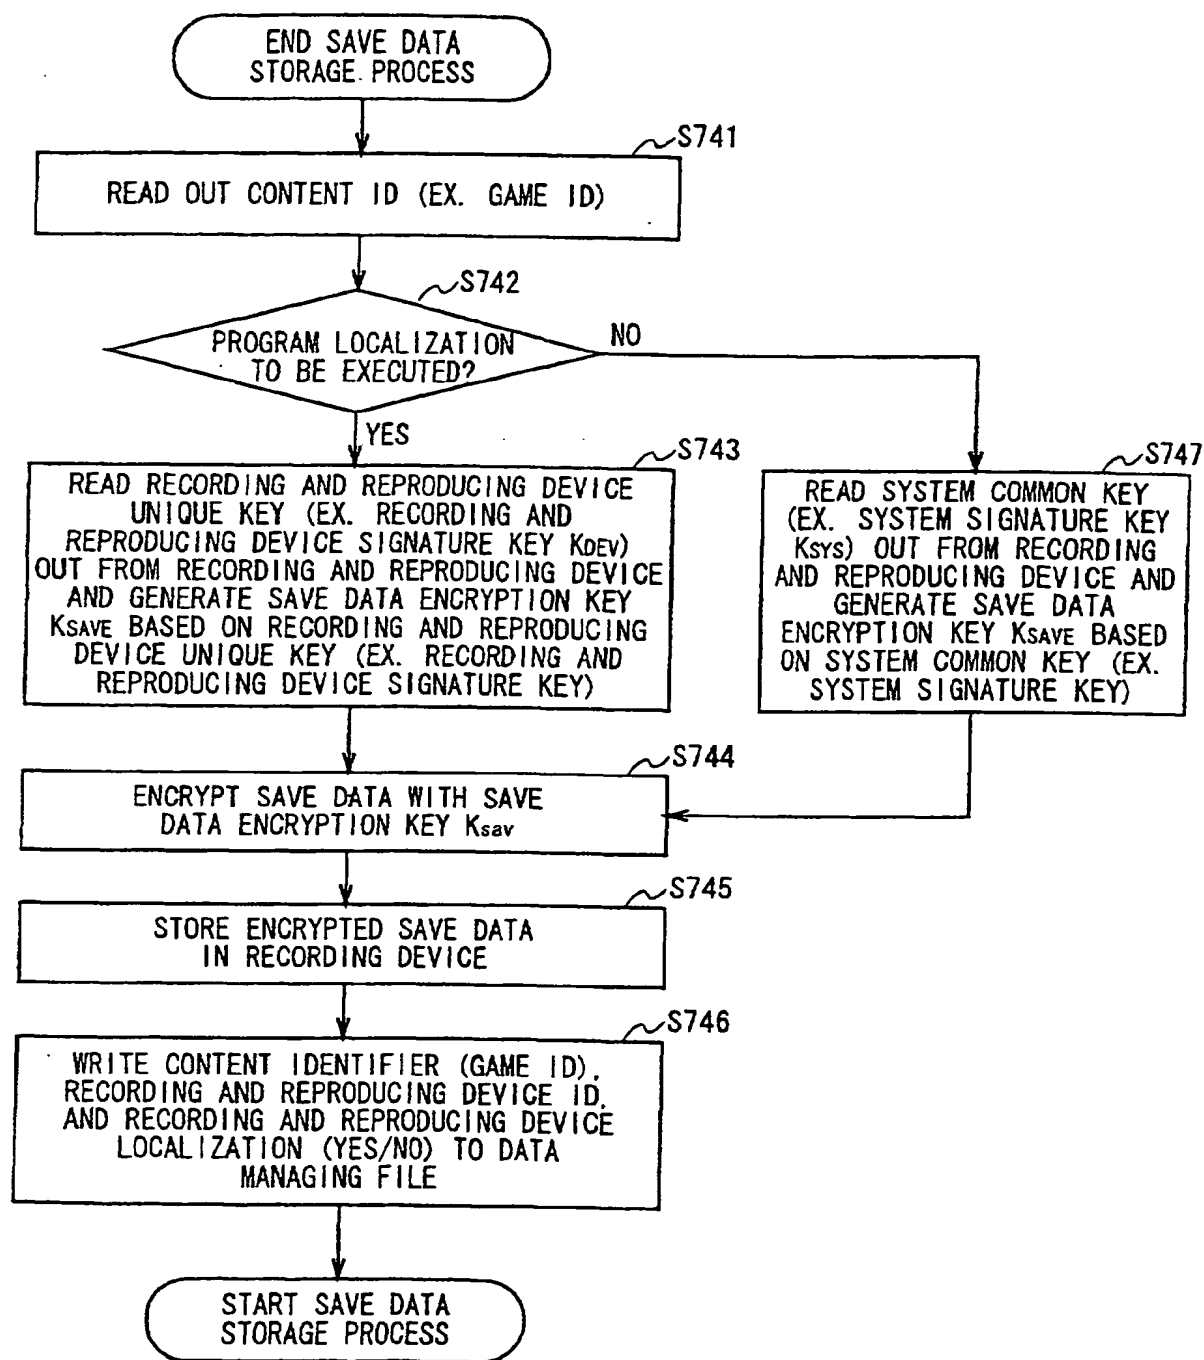 END SAVE DATA
STORAGE PROCESS
S741
READ OUT CONTENT ID (EX. GAME ID)
S742
PROGRAM LOCALIZATION
TO BE EXECUTED?
NO
YES
S743
READ RECORDING AND REPRODUCING DEVICE
UNIQUE KEY (EX. RECORDING AND
REPRODUCING DEVICE SIGNATURE KEY KDEV)
OUT FROM RECORDING AND REPRODUCING DEVICE
AND GENERATE SAVE DATA ENCRYPTION KEY
KSAVE BASED ON RECORDING AND REPRODUCING
DEVICE UNIQUE KEY (EX. RECORDING AND
REPRODUCING DEVICE SIGNATURE KEY)
S747
READ SYSTEM COMMON KEY
(EX. SYSTEM SIGNATURE KEY
KSYS) OUT FROM RECORDING
AND REPRODUCING DEVICE AND
GENERATE SAVE DATA
ENCRYPTION KEY KSAVE BASED
ON SYSTEM COMMON KEY (EX.
SYSTEM SIGNATURE KEY)
S744
ENCRYPT SAVE DATA WITH SAVE
DATA ENCRYPTION KEY Ksav
S745
STORE ENCRYPTED SAVE DATA
IN RECORDING DEVICE
S746
WRITE CONTENT IDENTIFIER (GAME ID),
RECORDING AND REPRODUCING DEVICE ID,
AND RECORDING AND REPRODUCING DEVICE
LOCALIZATION (YES/NO) TO DATA
MANAGING FILE
START SAVE DATA
STORAGE PROCESS